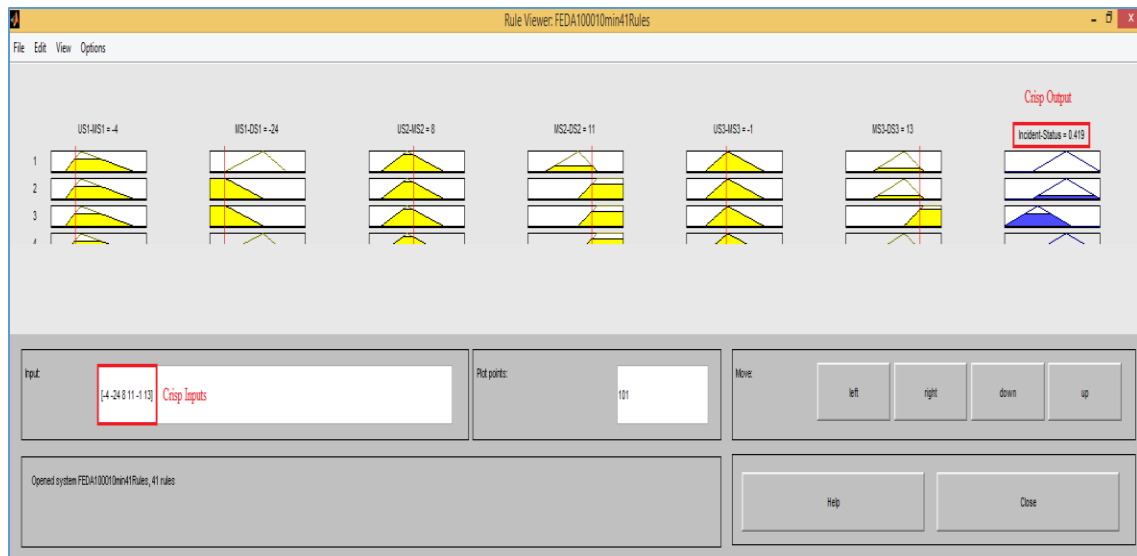 Rule Viewer: FEDA100010min41Rules
File Edit View Options
Crisp Output
US1-MS1 = -4 MS1-DS1 = -24 US2-MS2 = 8 MS2-DS2 = 11 US3-MS3 = -1 MS3-DS3 = 13 Incident-Status = 0.419
1
2
3
Input: [-4 -24 8 11 -1 13] Crisp Inputs Plot points: 101 Move: left right down up
Opened system FEDA100010min41Rules, 41 rules Help Close